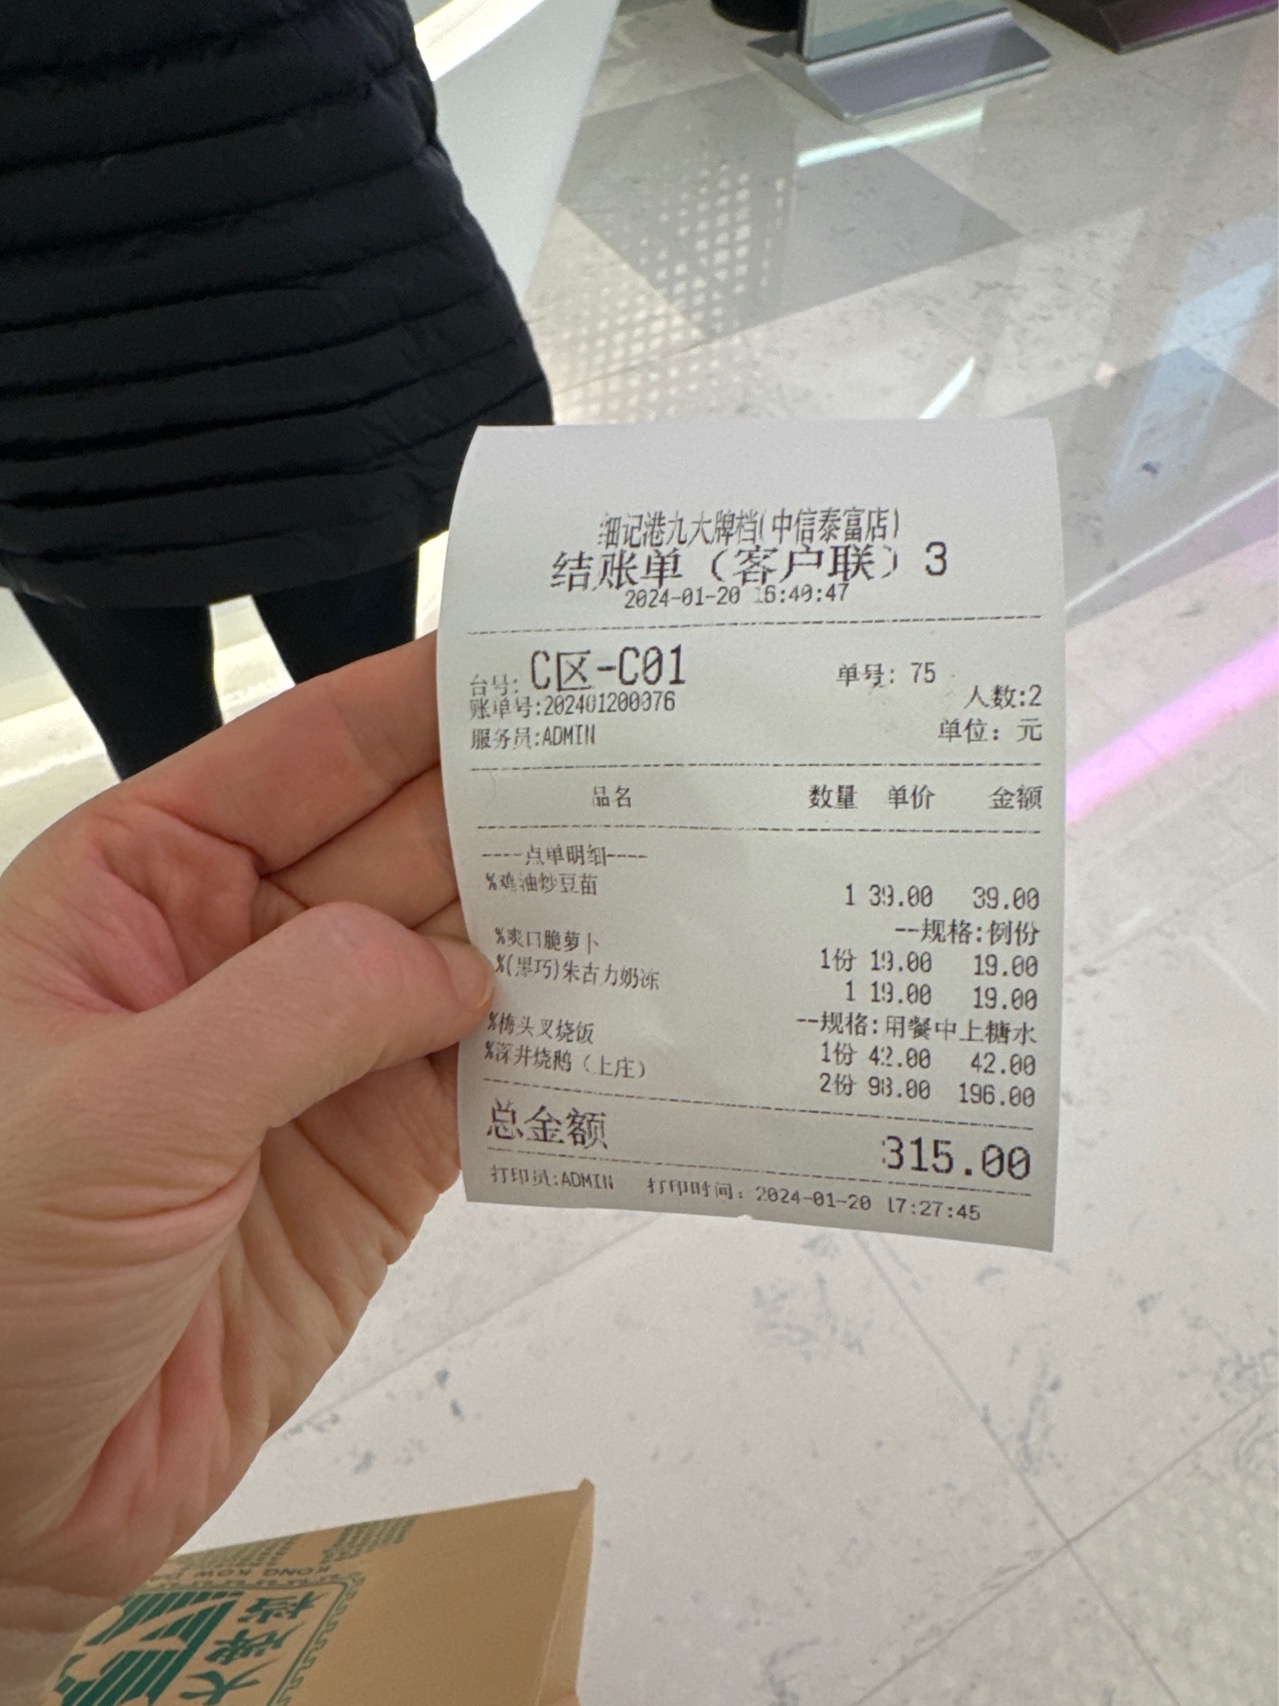 细记港九大牌档(中信泰富店)
结账单（客户联）3
2024-01-20 16:40:47
台号: C区-C01 单号: 75
账单号:202401200076 人数:2
服务员:ADMIN 单位: 元
品名 数量 单价 金额
----点单明细----
%鸡油炒豆苗 1 39.00 39.00
--规格:例份
%爽口脆萝卜 1份 19.00 19.00
%(黑巧)朱古力奶冻 1 19.00 19.00
--规格:用餐中上糖水
%梅头叉烧饭 1份 42.00 42.00
%深井烧鹅（上庄） 2份 98.00 196.00
总金额 315.00
打印员:ADMIN 打印时间: 2024-01-20 17:27:45
KONG KOW
大牌档